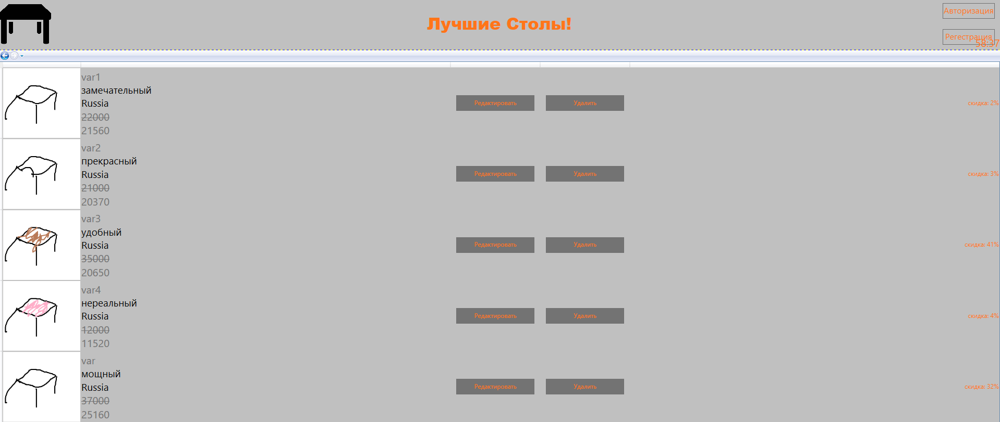 Лучшие Столы!
Авторизация
Регестрация
58:37
var1
замечательный
Russia
22000
21560
Редактировать
Удалить
скидка: 2%
var2
прекрасный
Russia
21000
20370
Редактировать
Удалить
скидка: 3%
var3
удобный
Russia
35000
20650
Редактировать
Удалить
скидка: 41%
var4
нереальный
Russia
12000
11520
Редактировать
Удалить
скидка: 4%
var
мощный
Russia
37000
25160
Редактировать
Удалить
скидка: 32%